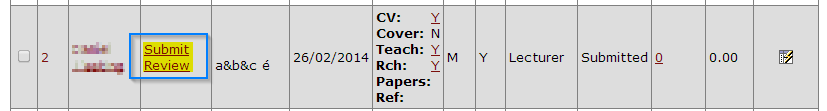 2
Submit
Review
a&b&c é
26/02/2014
CV: Y
Cover: N
Teach: Y
Rch: Y
Papers:
Ref:
M
Y
Lecturer
Submitted
0
0.00